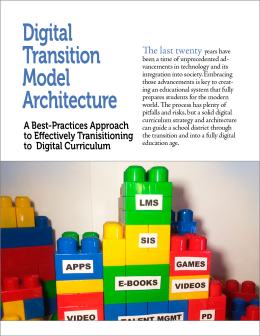 Digital
Transition
Model
Architecture
A Best-Practices Approach
to Effectively Tranisitioning
to Digital Curriculum
The last twenty years have
been a time of unprecedented ad-
vancements in technology and its
integration into society. Embracing
those advancements is key to creat-
ing an educational system that fully
prepares students for the modern
world. The process has plenty of
pitfalls and risks, but a solid digital
curriculum strategy and architecture
can guide a school district through
the transition and into a fully digital
education age.
LMS
SIS
APPS
GAMES
E-BOOKS
VIDEOS
VIDEO
TALENT MGMT
PD